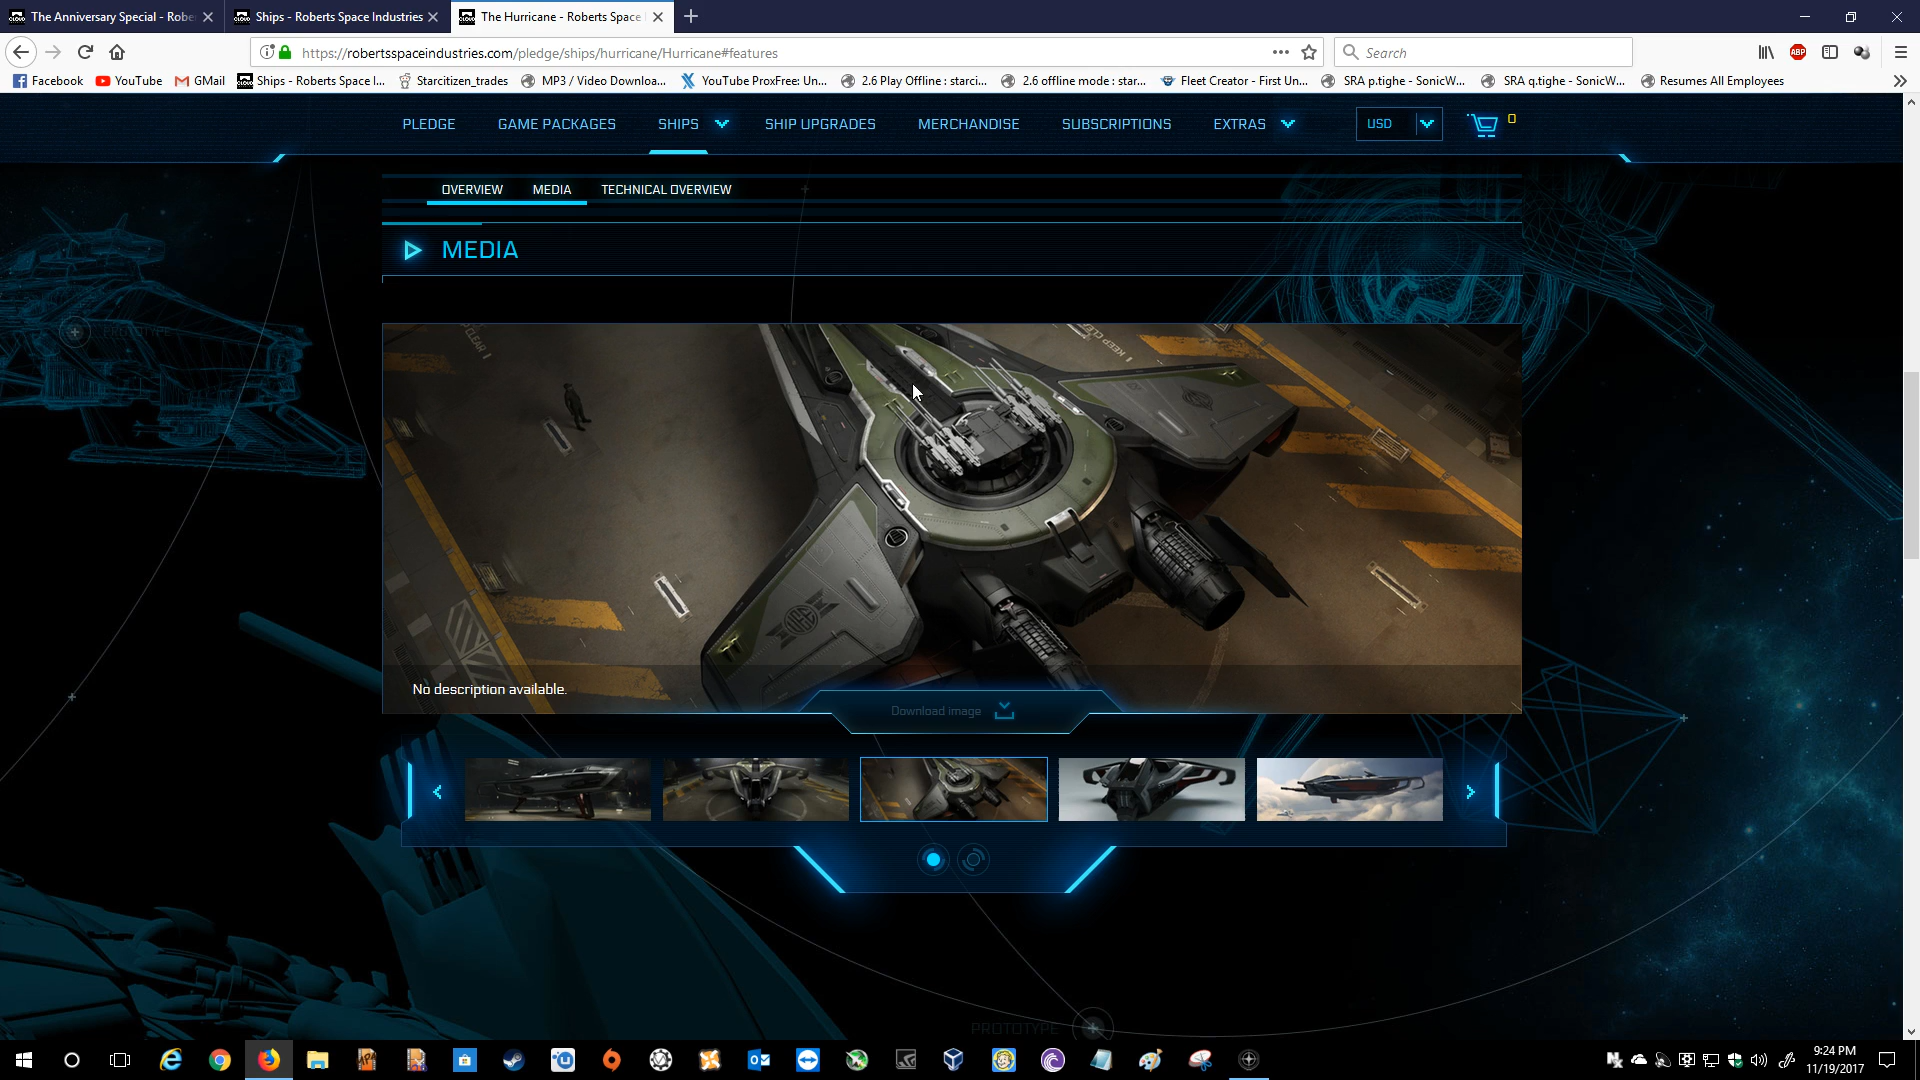 The Anniversary Special - Rober
Ships - Roberts Space Industries
The Hurricane - Roberts Space I
https://robertsspaceindustries.com/pledge/ships/hurricane/Hurricane#features
Search
ABP
Facebook
YouTube
GMail
Ships - Roberts Space I...
Starcitizen_trades
MP3 / Video Downloa...
YouTube ProxFree: Un...
2.6 Play Offline : starci...
2.6 offline mode : star...
Fleet Creator - First Un...
SRA p.tighe - SonicW...
SRA q.tighe - SonicW...
Resumes All Employees
PLEDGE
GAME PACKAGES
SHIPS
SHIP UPGRADES
MERCHANDISE
SUBSCRIPTIONS
EXTRAS
USD
0
OVERVIEW
MEDIA
TECHNICAL OVERVIEW
MEDIA
PROTOTYPE
No description available.
Download image
PROTOTYPE
9:24 PM
11/19/2017